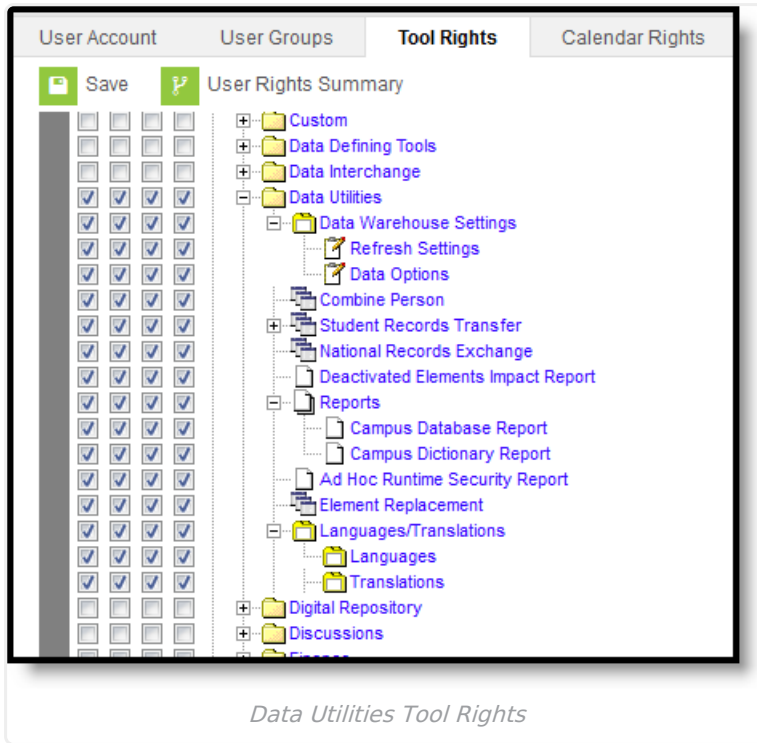 User Account User Groups Tool Rights Calendar Rights
Save User Rights Summary
Custom
Data Defining Tools
Data Interchange
Data Utilities
Data Warehouse Settings
Refresh Settings
Data Options
Combine Person
Student Records Transfer
National Records Exchange
Deactivated Elements Impact Report
Reports
Campus Database Report
Campus Dictionary Report
Ad Hoc Runtime Security Report
Element Replacement
Languages/Translations
Languages
Translations
Digital Repository
Discussions
Data Utilities Tool Rights